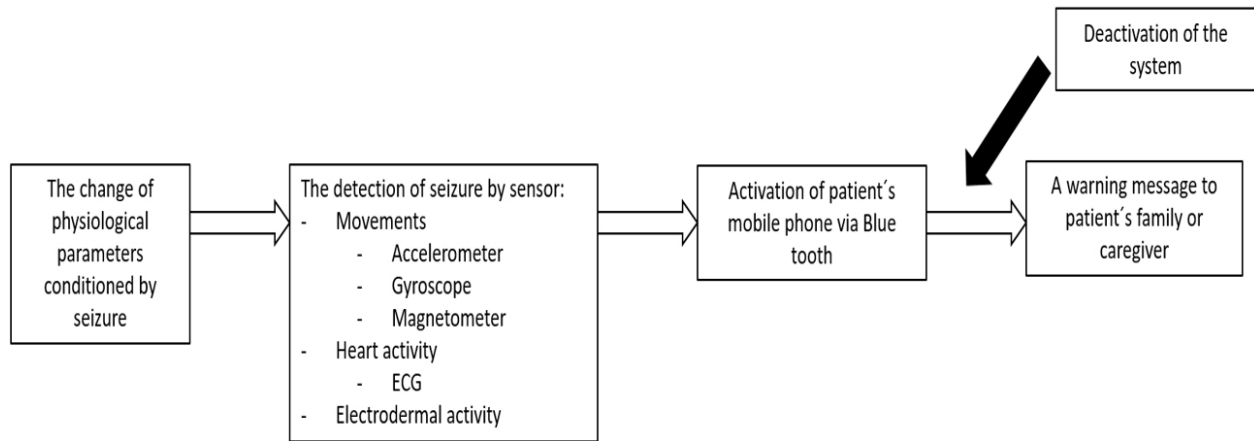 Deactivation of the
system
The change of
physiological
parameters
conditioned by
seizure
The detection of seizure by sensor:
- Movements
- Accelerometer
- Gyroscope
- Magnetometer
- Heart activity
- ECG
- Electrodermal activity
Activation of patient´s
mobile phone via Blue
tooth
A warning message to
patient´s family or
caregiver